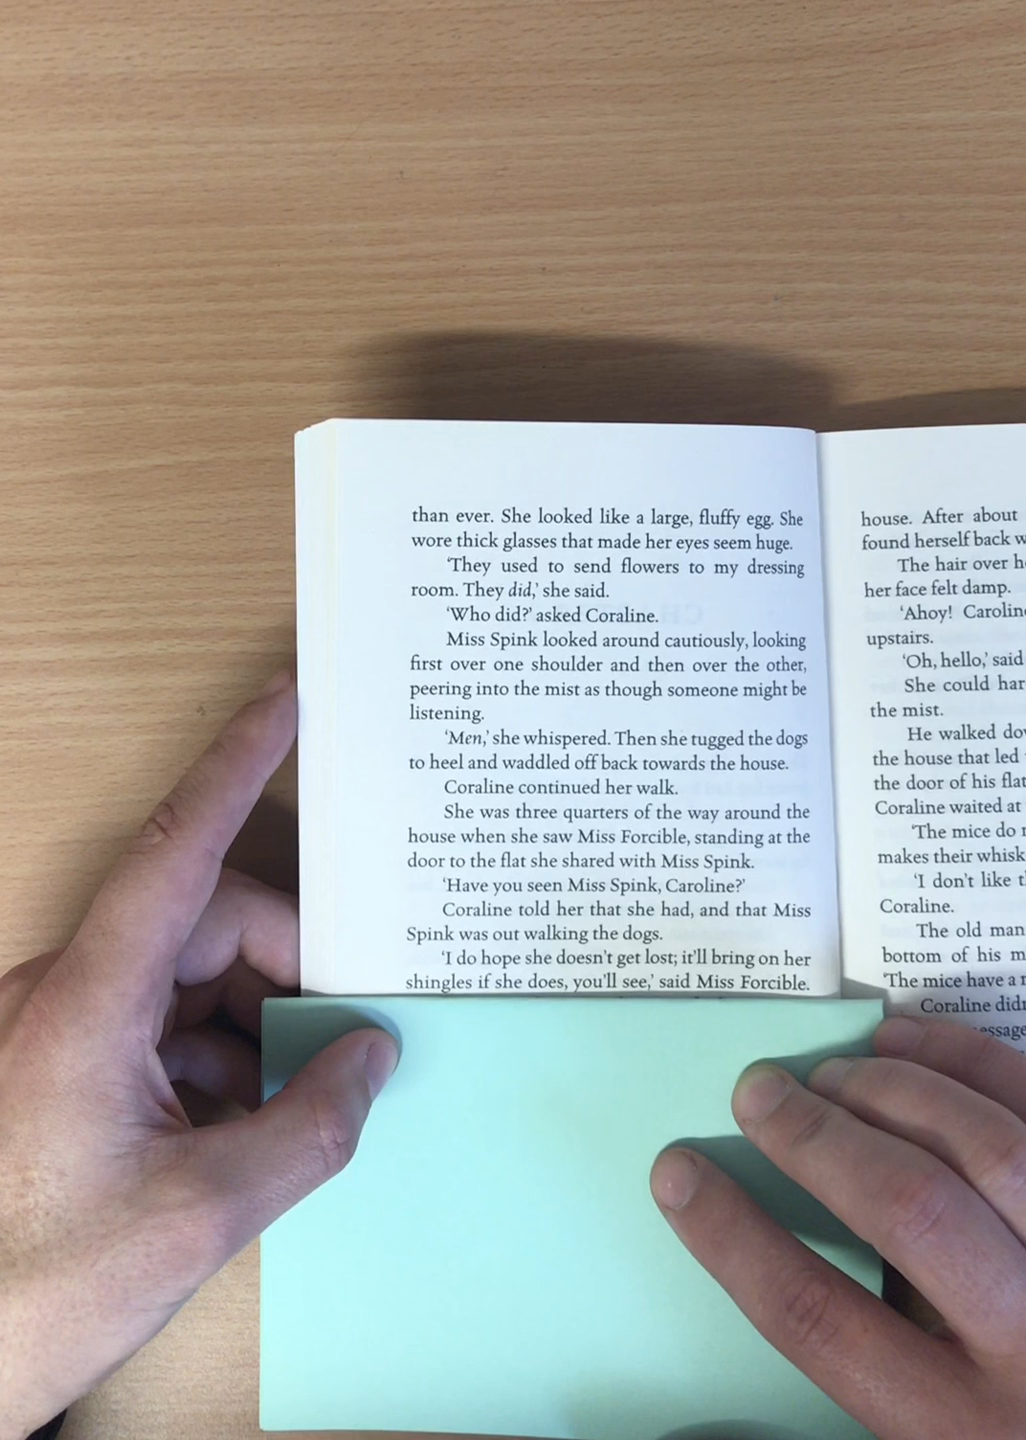 than ever. She looked like a large, fluffy egg. She
wore thick glasses that made her eyes seem huge.
‘They used to send flowers to my dressing
room. They did,’ she said.
‘Who did?’ asked Coraline.
Miss Spink looked around cautiously, looking
first over one shoulder and then over the other,
peering into the mist as though someone might be
listening.
‘Men,’ she whispered. Then she tugged the dogs
to heel and waddled off back towards the house.
Coraline continued her walk.
She was three quarters of the way around the
house when she saw Miss Forcible, standing at the
door to the flat she shared with Miss Spink.
‘Have you seen Miss Spink, Caroline?’
Coraline told her that she had, and that Miss
Spink was out walking the dogs.
‘I do hope she doesn’t get lost; it’ll bring on her
shingles if she does, you’ll see,’ said Miss Forcible.
house. After about
found herself back
The hair over
her face felt damp.
‘Ahoy!
upstairs.
‘Oh, hello,’ said
She could
the mist.
He walked
the house that led
the door of his
Coraline waited at
‘The mice do
makes their
‘I don’t like
Coraline.
The old man
bottom of his
‘The mice have a
Coraline